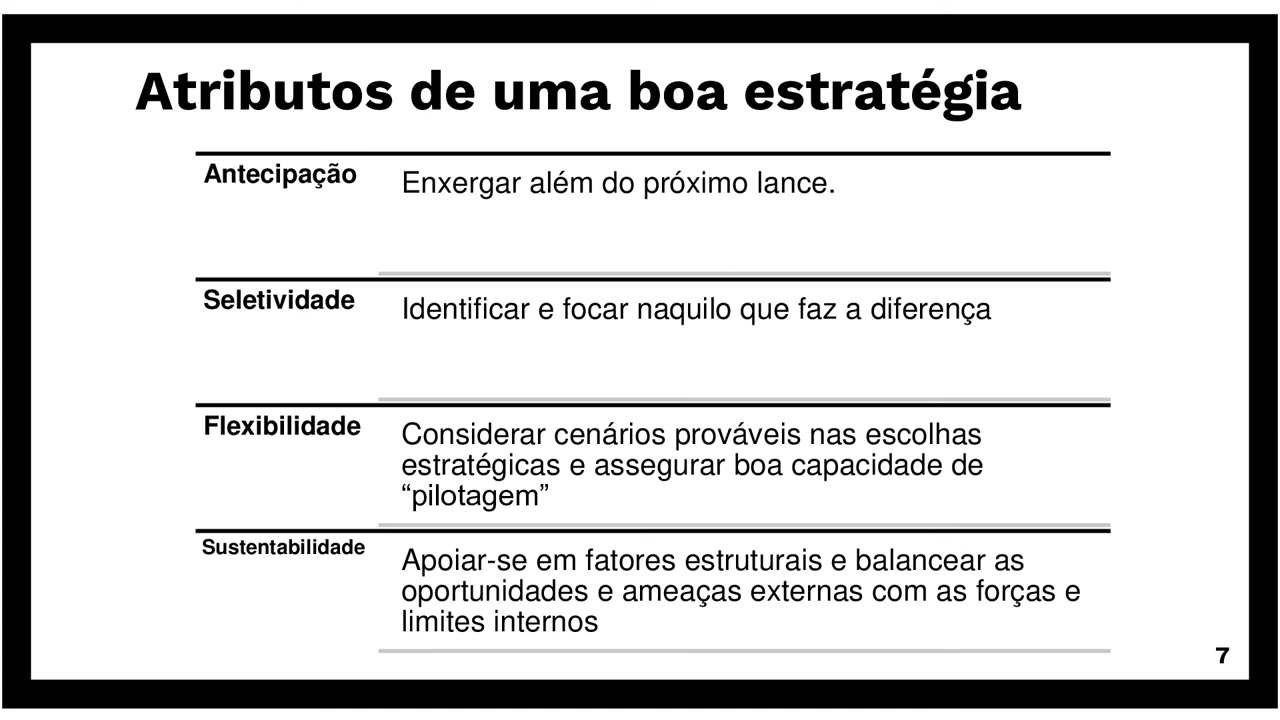 Atributos de uma boa estratégia
Antecipação
Enxergar além do próximo lance.
Seletividade
Identificar e focar naquilo que faz a diferença
Flexibilidade
Considerar cenários prováveis nas escolhas
estratégicas e assegurar boa capacidade de
“pilotagem”
Sustentabilidade
Apoiar-se em fatores estruturais e balancear as
oportunidades e ameaças externas com as forças e
limites internos
7